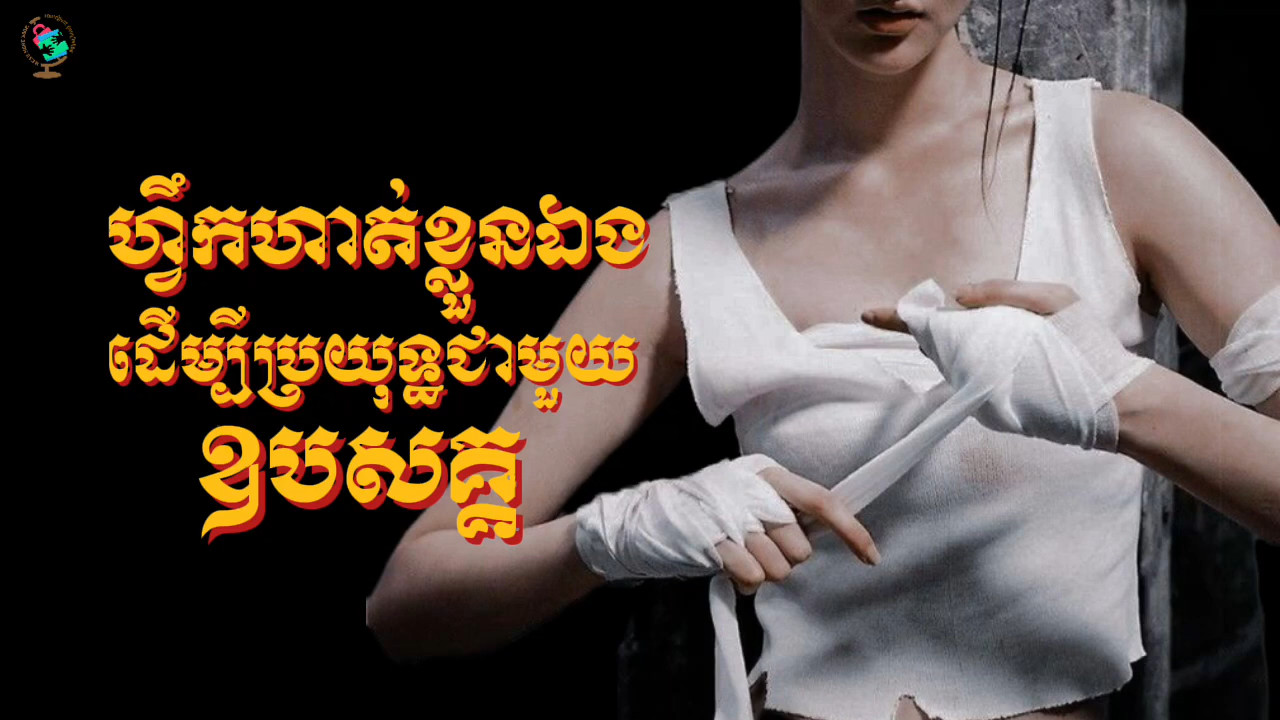 ហ្វឹកហាត់ខ្លួនឯង
ដើម្បីប្រយុទ្ធជាមួយ
ឧបសគ្គ